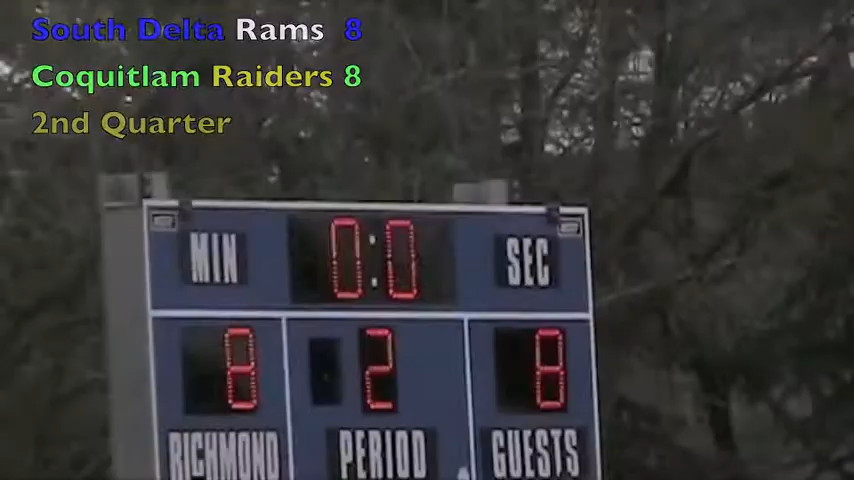 South Delta Rams 8
Coquitlam Raiders 8
2nd Quarter
MIN 0:0 SEC
8 2 8
RICHMOND PERIOD GUESTS